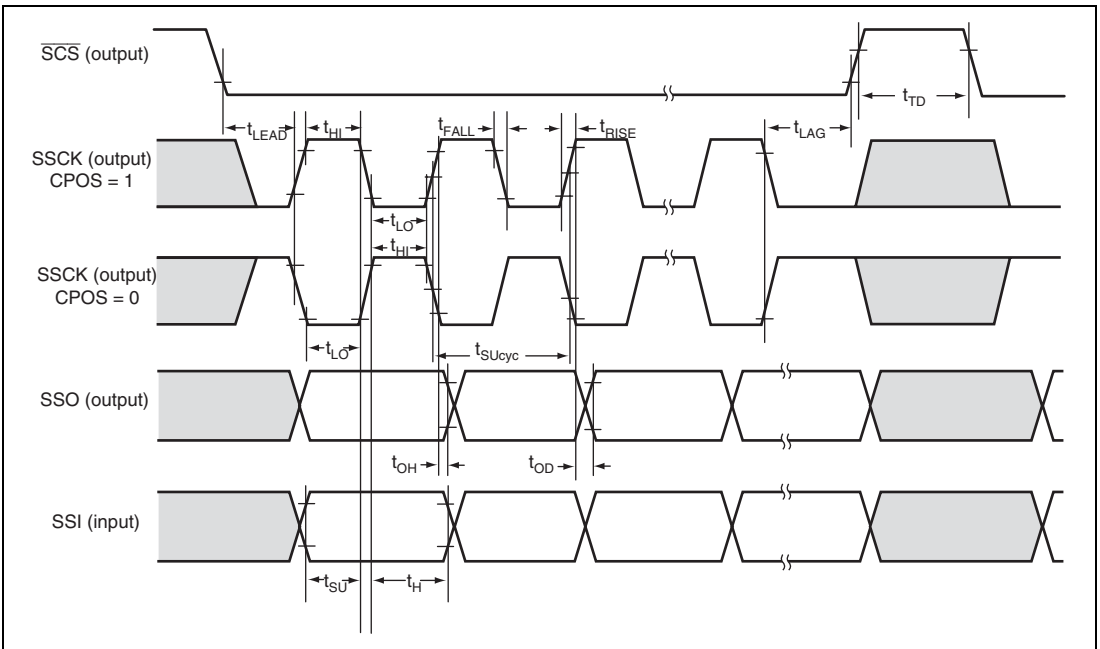 SCS (output)
tTD
tLEAD
tHI
tFALL
tRISE
tLAG
SSCK (output)
CPOS = 1
tLO
tHI
SSCK (output)
CPOS = 0
tLO
tSUcyc
SSO (output)
tOH
tOD
SSI (input)
tSU
tH